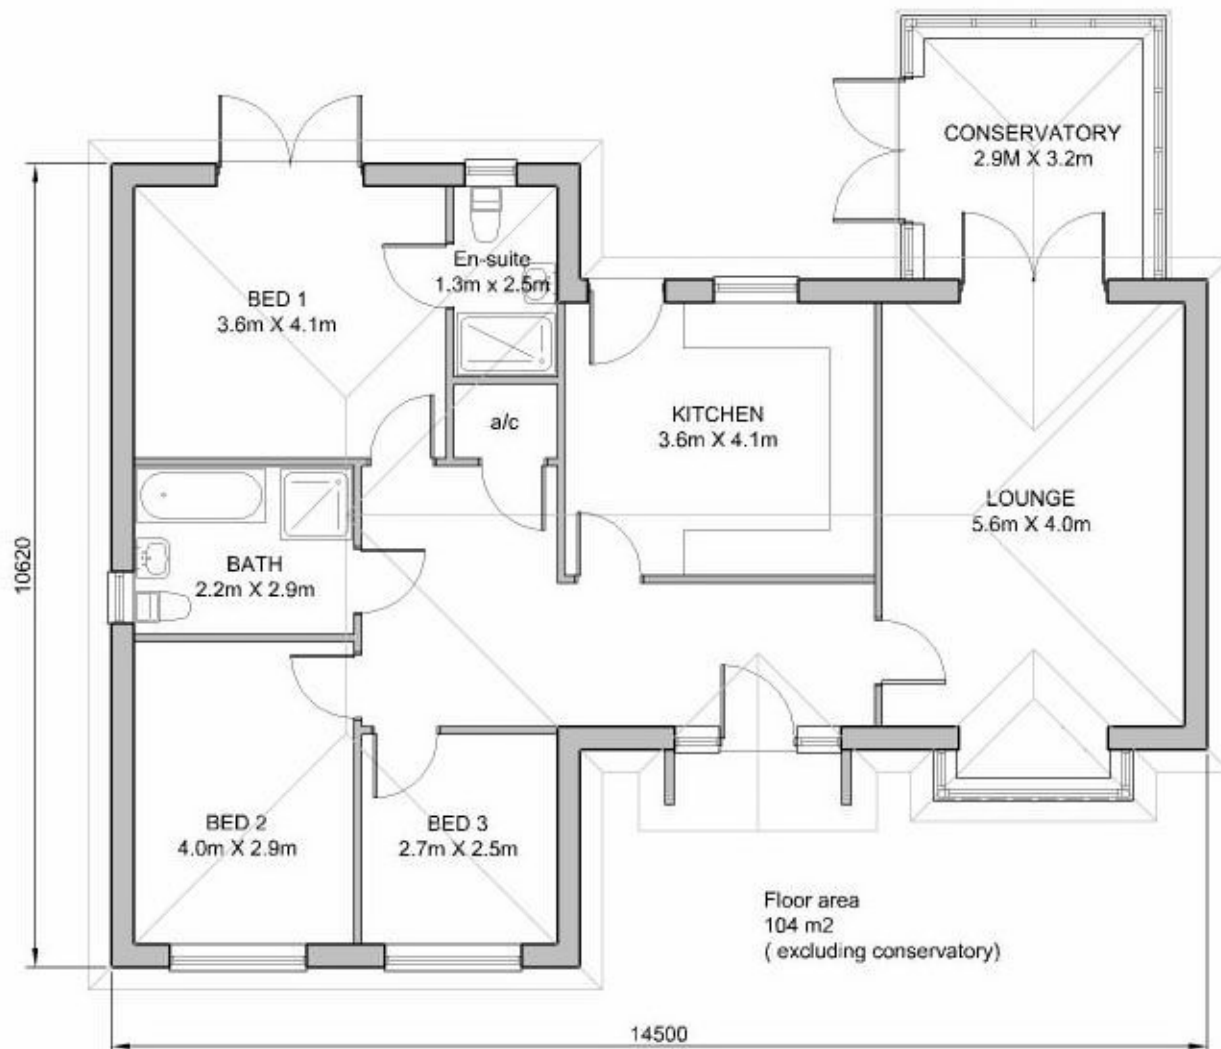 CONSERVATORY
2.9M X 3.2m
En-suite
1.3m x 2.5m
BED 1
3.6m X 4.1m
a/c
KITCHEN
3.6m X 4.1m
LOUNGE
5.6m X 4.0m
BATH
2.2m X 2.9m
10620
BED 2
4.0m X 2.9m
BED 3
2.7m X 2.5m
Floor area
104 m2
( excluding conservatory)
14500